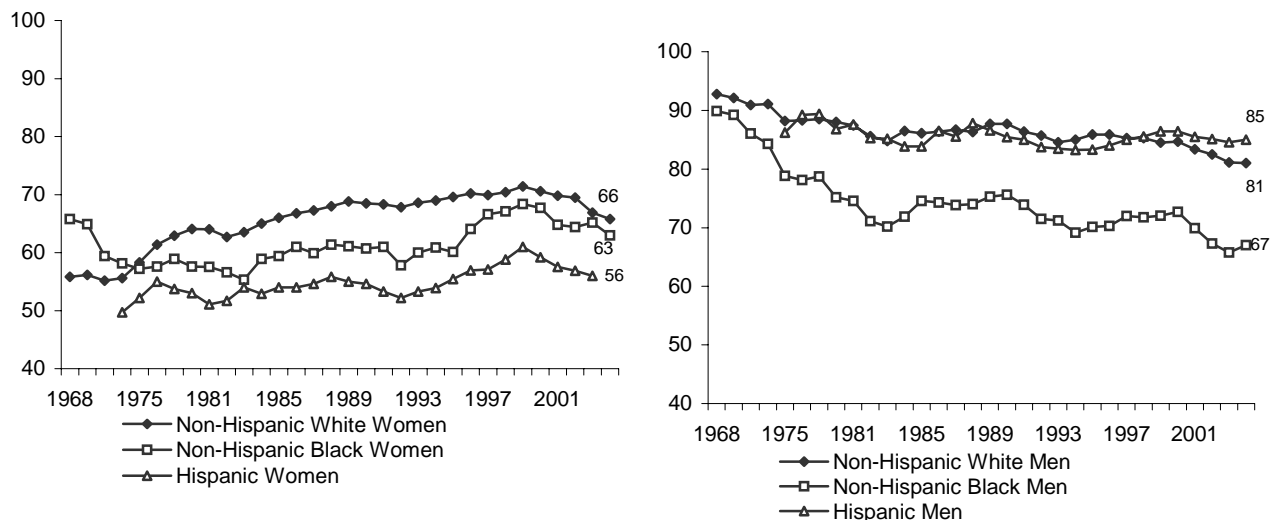 100
90
80
70
60
50
40
66
63
56
1968 1975 1981 1985 1989 1993 1997 2001
Non-Hispanic White Women
Non-Hispanic Black Women
Hispanic Women
100
90
80
70
60
50
40
85
81
67
1968 1975 1981 1985 1989 1993 1997 2001
Non-Hispanic White Men
Non-Hispanic Black Men
Hispanic Men